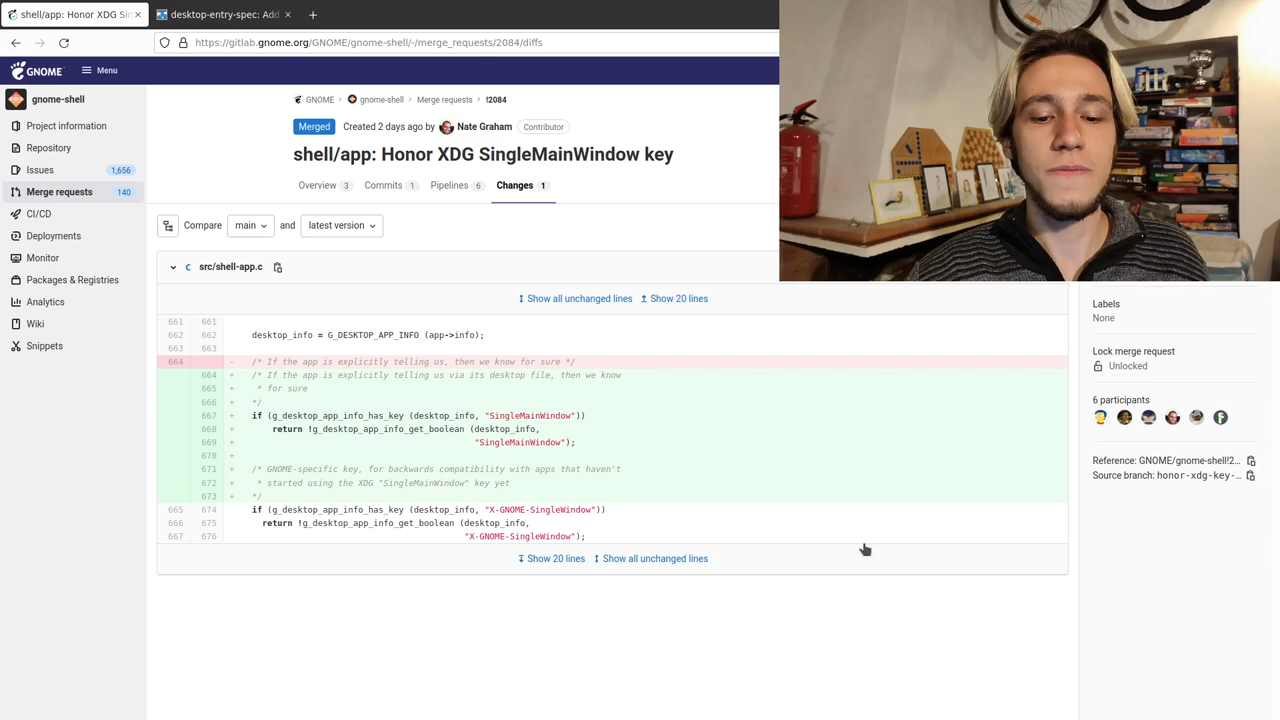 shell/app: Honor XDG Sin
desktop-entry-spec: Add
https://gitlab.gnome.org/GNOME/gnome-shell/-/merge_requests/2084/diffs
GNOME
Menu
gnome-shell
Project information
Repository
Issues 1,656
Merge requests 140
CI/CD
Deployments
Monitor
Packages & Registries
Analytics
Wiki
Snippets
GNOME > gnome-shell > Merge requests > !2084
Merged Created 2 days ago by Nate Graham Contributor
shell/app: Honor XDG SingleMainWindow key
Overview 3 Commits 1 Pipelines 6 Changes 1
Compare main and latest version
C src/shell-app.c
Show all unchanged lines Show 20 lines
661 661
662 662 desktop_info = G_DESKTOP_APP_INFO (app->info);
663 663
664 - /* If the app is explicitly telling us, then we know for sure */
664 + /* If the app is explicitly telling us via its desktop file, then we know
665 + * for sure
666 + */
667 + if (g_desktop_app_info_has_key (desktop_info, "SingleMainWindow"))
668 + return !g_desktop_app_info_get_boolean (desktop_info,
669 + "SingleMainWindow");
670 +
671 + /* GNOME-specific key, for backwards compatibility with apps that haven't
672 + * started using the XDG "SingleMainWindow" key yet
673 + */
665 674 if (g_desktop_app_info_has_key (desktop_info, "X-GNOME-SingleWindow"))
666 675 return !g_desktop_app_info_get_boolean (desktop_info,
667 676 "X-GNOME-SingleWindow");
Show 20 lines Show all unchanged lines
Labels
None
Lock merge request
Unlocked
6 participants
Reference: GNOME/gnome-shell!2...
Source branch: honor-xdg-key-...